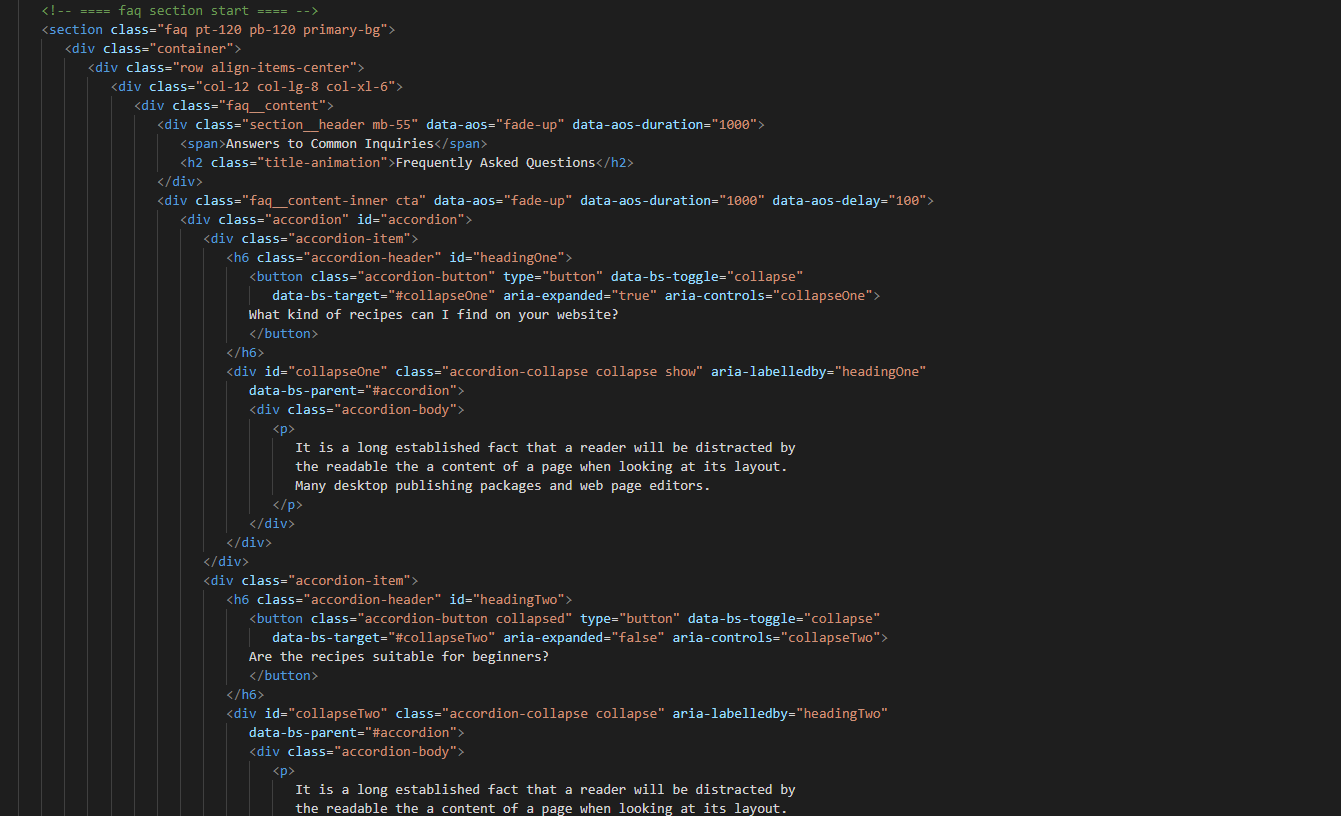 <!-- ==== faq section start ==== -->
<section class="faq pt-120 pb-120 primary-bg">
<div class="container">
<div class="row align-items-center">
<div class="col-12 col-lg-8 col-xl-6">
<div class="faq__content">
<div class="section__header mb-55" data-aos="fade-up" data-aos-duration="1000">
<span>Answers to Common Inquiries</span>
<h2 class="title-animation">Frequently Asked Questions</h2>
</div>
<div class="faq__content-inner cta" data-aos="fade-up" data-aos-duration="1000" data-aos-delay="100">
<div class="accordion" id="accordion">
<div class="accordion-item">
<h6 class="accordion-header" id="headingOne">
<button class="accordion-button" type="button" data-bs-toggle="collapse"
data-bs-target="#collapseOne" aria-expanded="true" aria-controls="collapseOne">
What kind of recipes can I find on your website?
</button>
</h6>
<div id="collapseOne" class="accordion-collapse collapse show" aria-labelledby="headingOne"
data-bs-parent="#accordion">
<div class="accordion-body">
<p>
It is a long established fact that a reader will be distracted by
the readable the a content of a page when looking at its layout.
Many desktop publishing packages and web page editors.
</p>
</div>
</div>
</div>
<div class="accordion-item">
<h6 class="accordion-header" id="headingTwo">
<button class="accordion-button collapsed" type="button" data-bs-toggle="collapse"
data-bs-target="#collapseTwo" aria-expanded="false" aria-controls="collapseTwo">
Are the recipes suitable for beginners?
</button>
</h6>
<div id="collapseTwo" class="accordion-collapse collapse" aria-labelledby="headingTwo"
data-bs-parent="#accordion">
<div class="accordion-body">
<p>
It is a long established fact that a reader will be distracted by
the readable the a content of a page when looking at its layout.